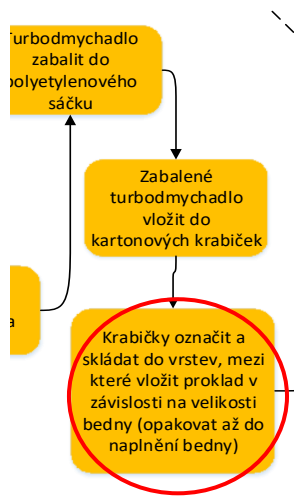 Turbodmychadlo
zabalit do
polyetylenového
sáčku
Zabalené
turbodmychadlo
vložit do
kartonových krabiček
a
Krabičky označit a
skládat do vrstev, mezi
které vložit proklad v
závislosti na velikosti
bedny (opakovat až do
naplnění bedny)